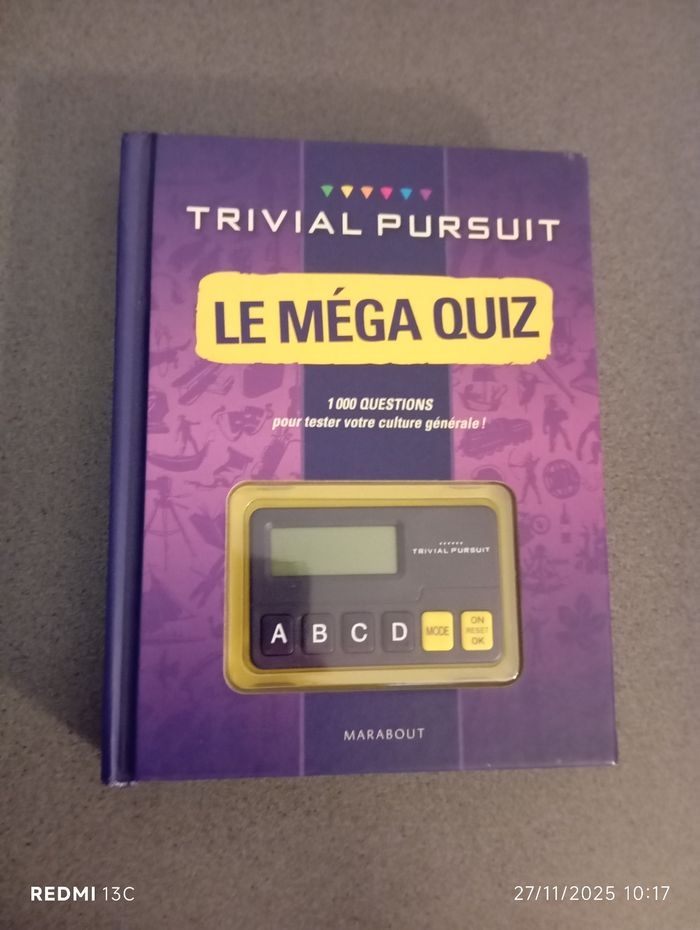 TRIVIAL PURSUIT
LE MÉGA QUIZ
1 000 QUESTIONS
pour tester votre culture générale !
TRIVIAL PURSUIT
A B C D MODE ON RESET OK
MARABOUT
REDMI 13C
27/11/2025 10:17